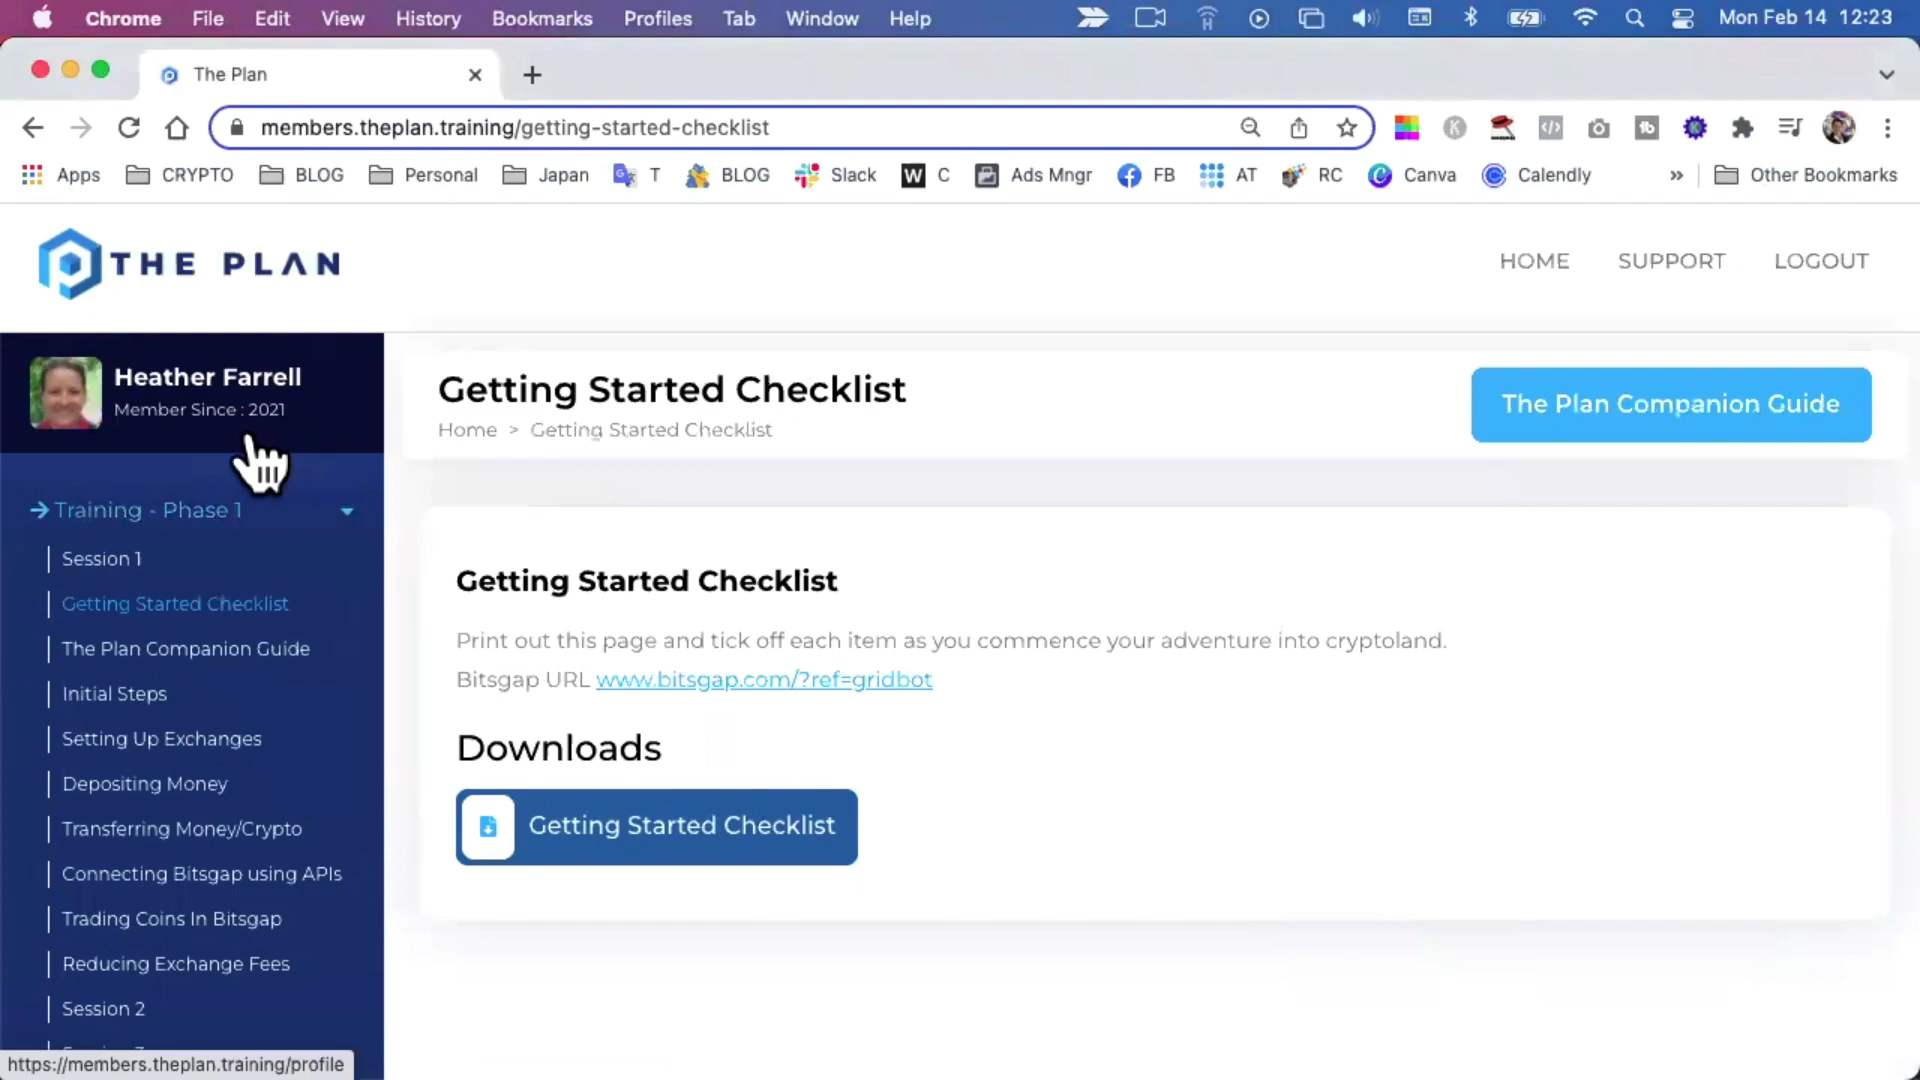 Chrome File Edit View History Bookmarks Profiles Tab Window Help Mon Feb 14 12:23
The Plan
members.theplan.training/getting-started-checklist
Apps CRYPTO BLOG Personal Japan T BLOG Slack C Ads Mngr FB AT RC Canva Calendly » Other Bookmarks
THE PLAN
HOME SUPPORT LOGOUT
Heather Farrell
Member Since : 2021
Getting Started Checklist
Home > Getting Started Checklist
The Plan Companion Guide
Training - Phase 1
Session 1
Getting Started Checklist
The Plan Companion Guide
Initial Steps
Setting Up Exchanges
Depositing Money
Transferring Money/Crypto
Connecting Bitsgap using APIs
Trading Coins In Bitsgap
Reducing Exchange Fees
Session 2
Getting Started Checklist
Print out this page and tick off each item as you commence your adventure into cryptoland.
Bitsgap URL www.bitsgap.com/?ref=gridbot
Downloads
Getting Started Checklist
https://members.theplan.training/profile